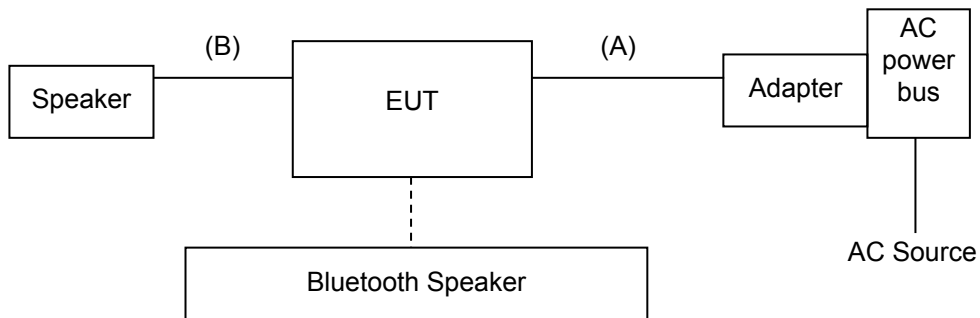 (B)
(A)
AC
power
bus
Speaker
EUT
Adapter
AC Source
Bluetooth Speaker